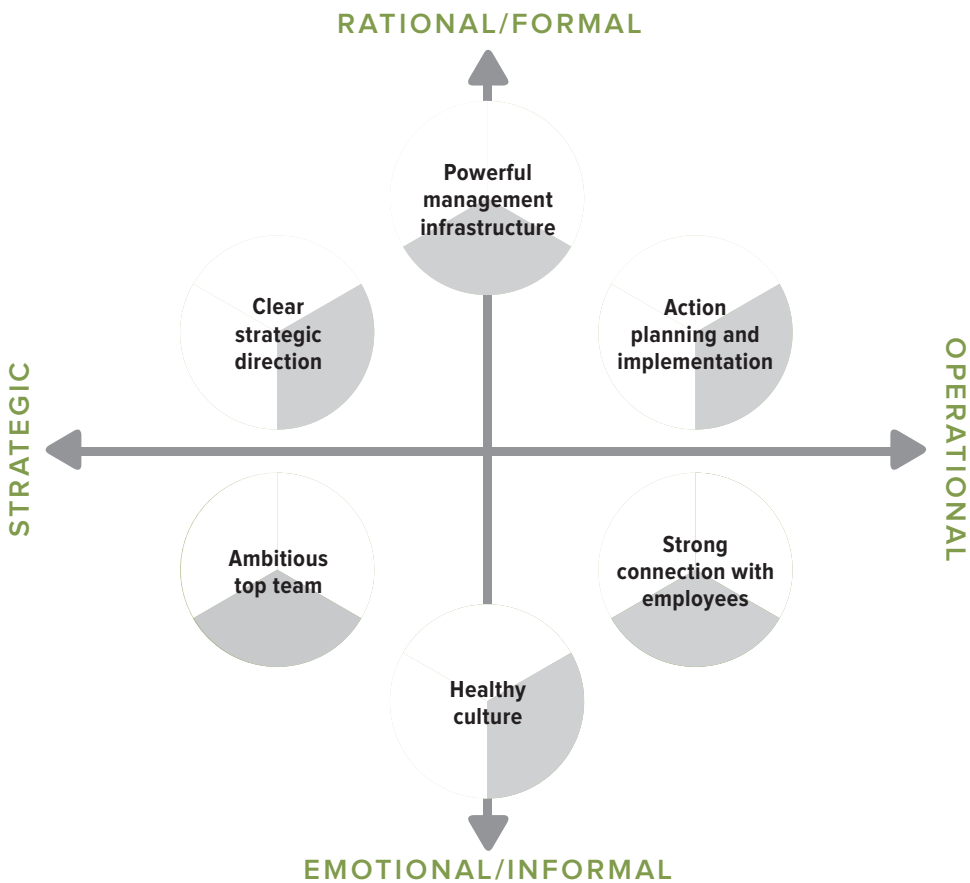 RATIONAL/FORMAL
Powerful
management
infrastructure
Clear
strategic
direction
Action
planning and
implementation
STRATEGIC
OPERATIONAL
Ambitious
top team
Strong
connection with
employees
Healthy
culture
EMOTIONAL/INFORMAL